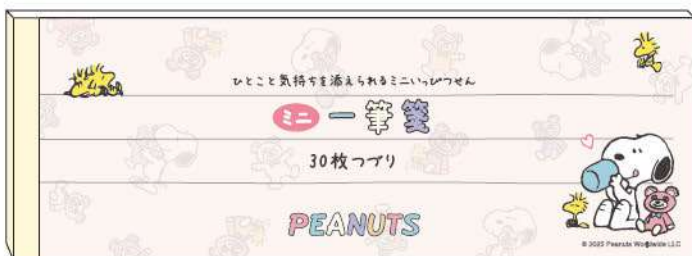 ひとこと気持ちを添えられるミニいっぴつせん
ミニ 一筆箋
30枚つづり
PEANUTS
© 2025 Peanuts Worldwide LLC